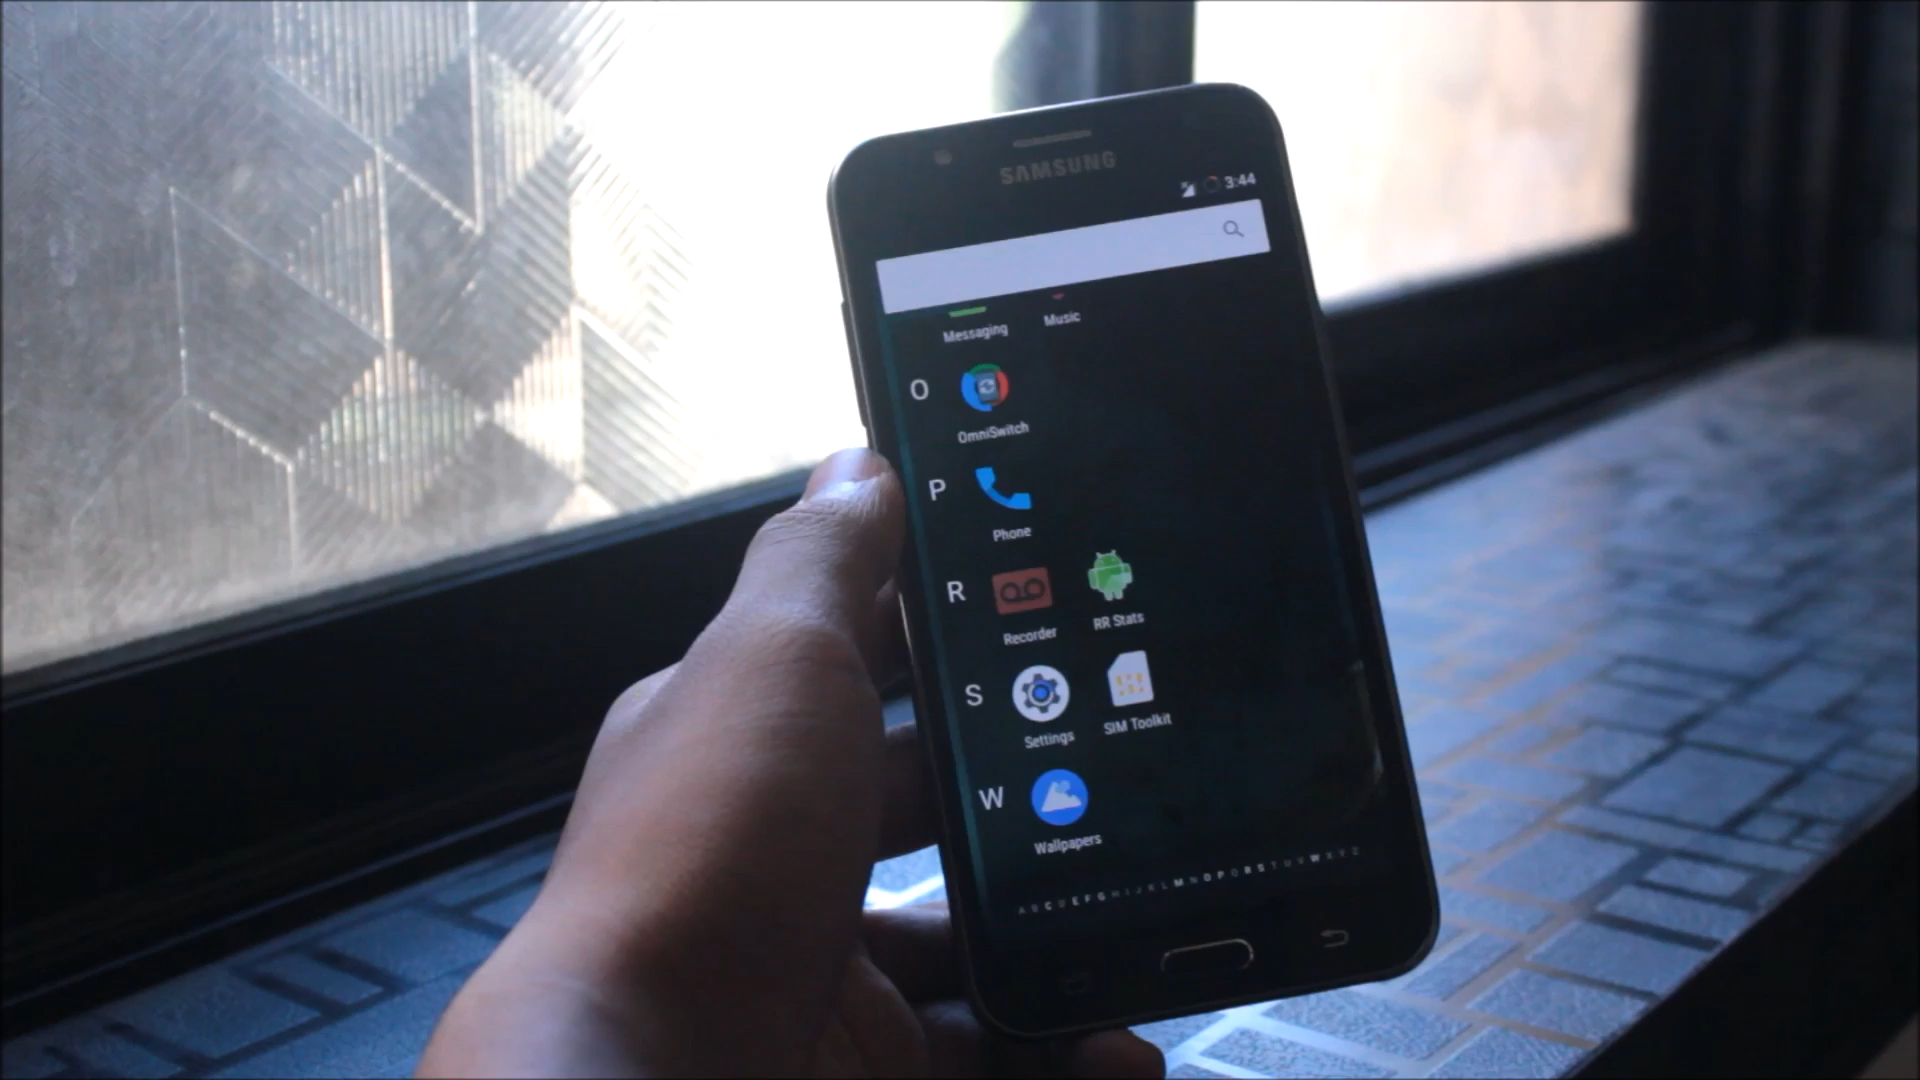 SAMSUNG
3:44
Messaging Music
O
OmniSwitch
P
Phone
R
Recorder RR Stats
S
Settings SIM Toolkit
W
Wallpapers
A B C D E F G H I J K L M N O P Q R S T U V W X Y Z